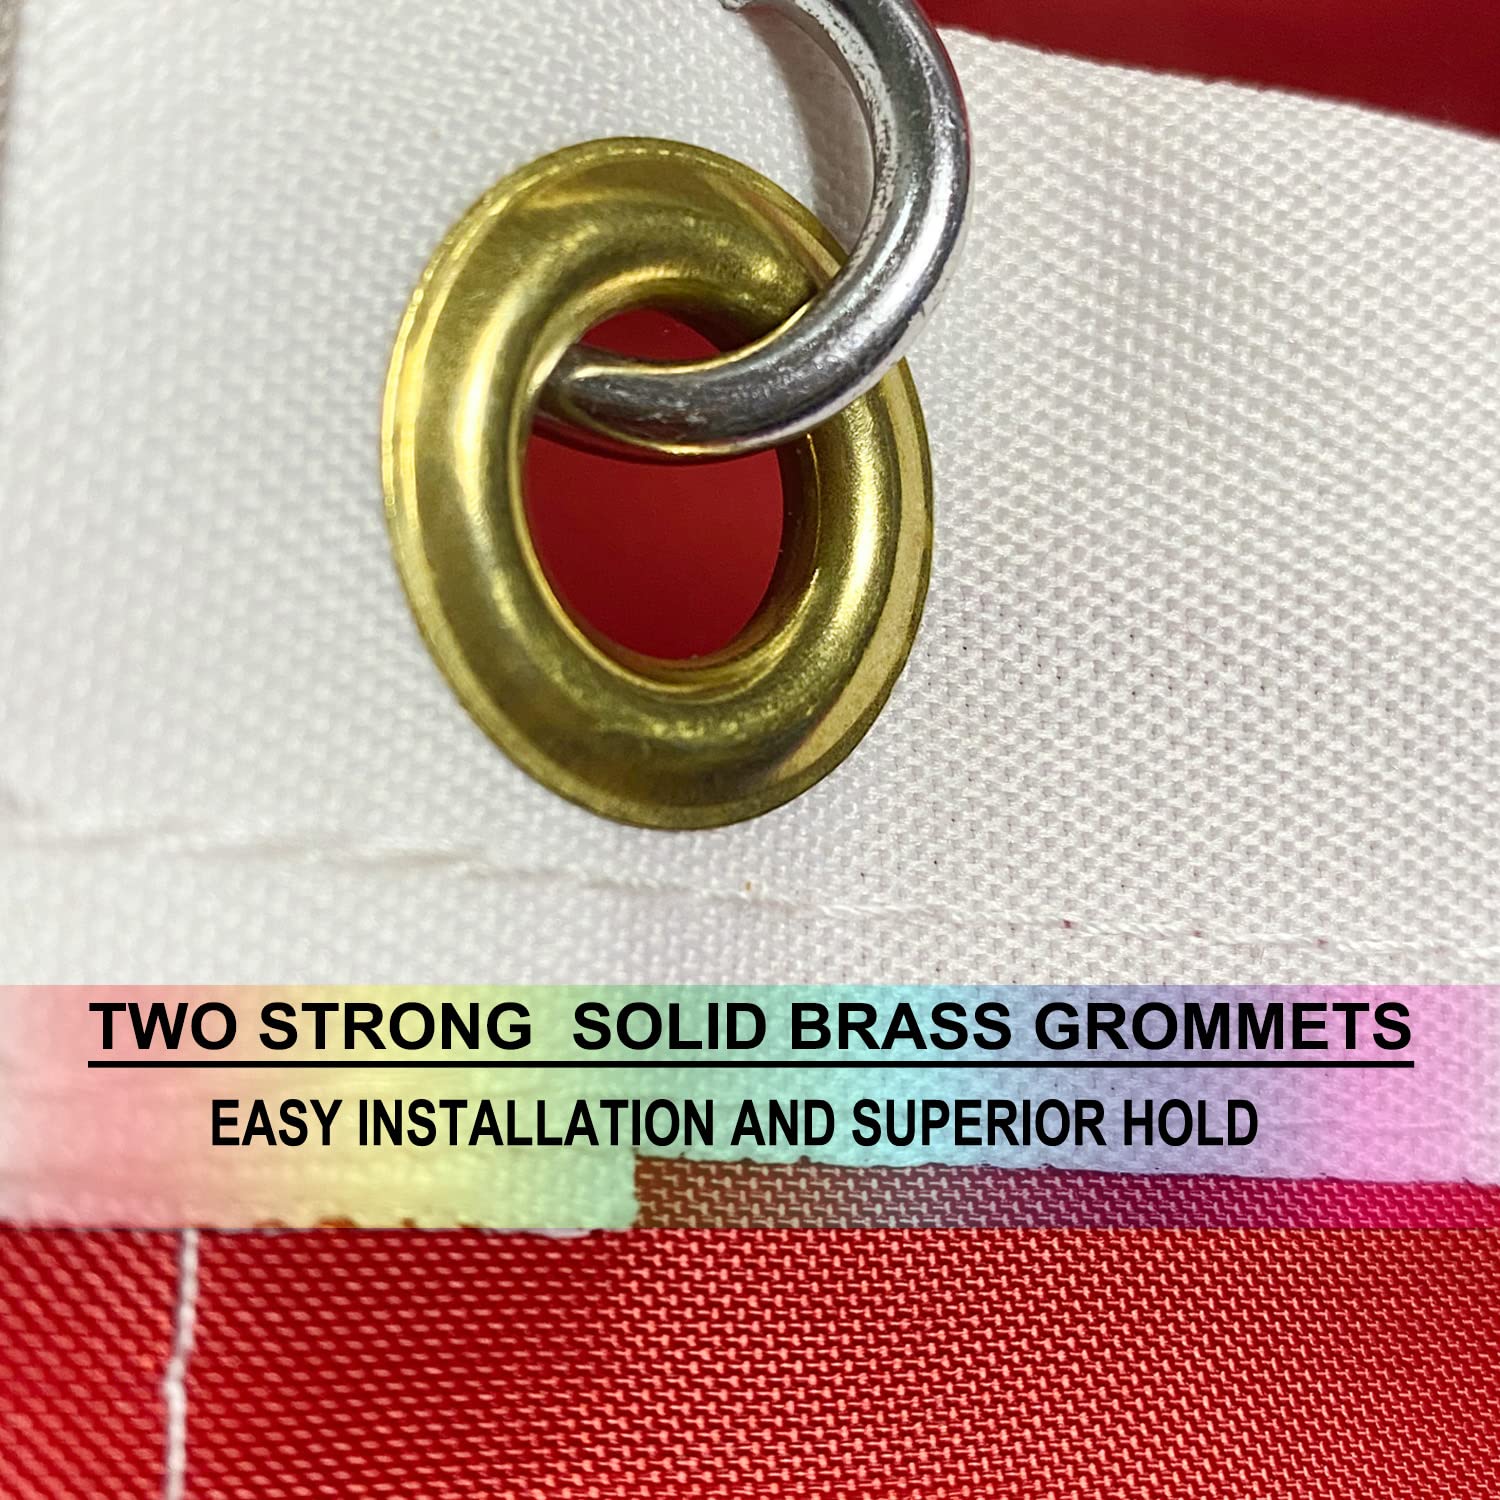 TWO STRONG  SOLID BRASS GROMMETS
EASY INSTALLATION AND SUPERIOR HOLD